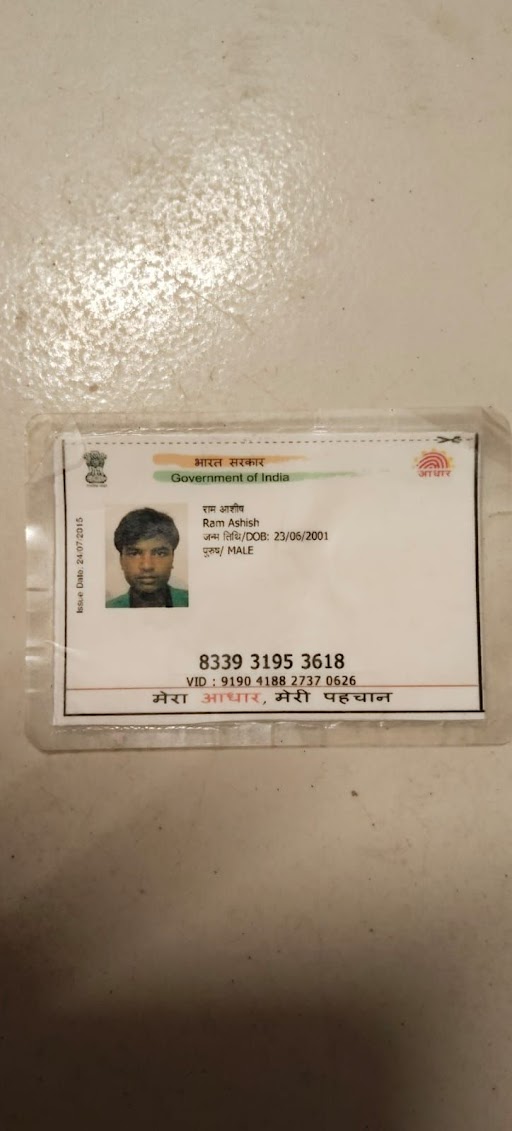 भारत सरकार
Government of India
आधार
Issue Date: 24/07/2015
राम आशीष
Ram Ashish
जन्म तिथि/DOB: 23/06/2001
पुरुष/ MALE
8339 3195 3618
VID : 9190 4188 2737 0626
मेरा आधार, मेरी पहचान